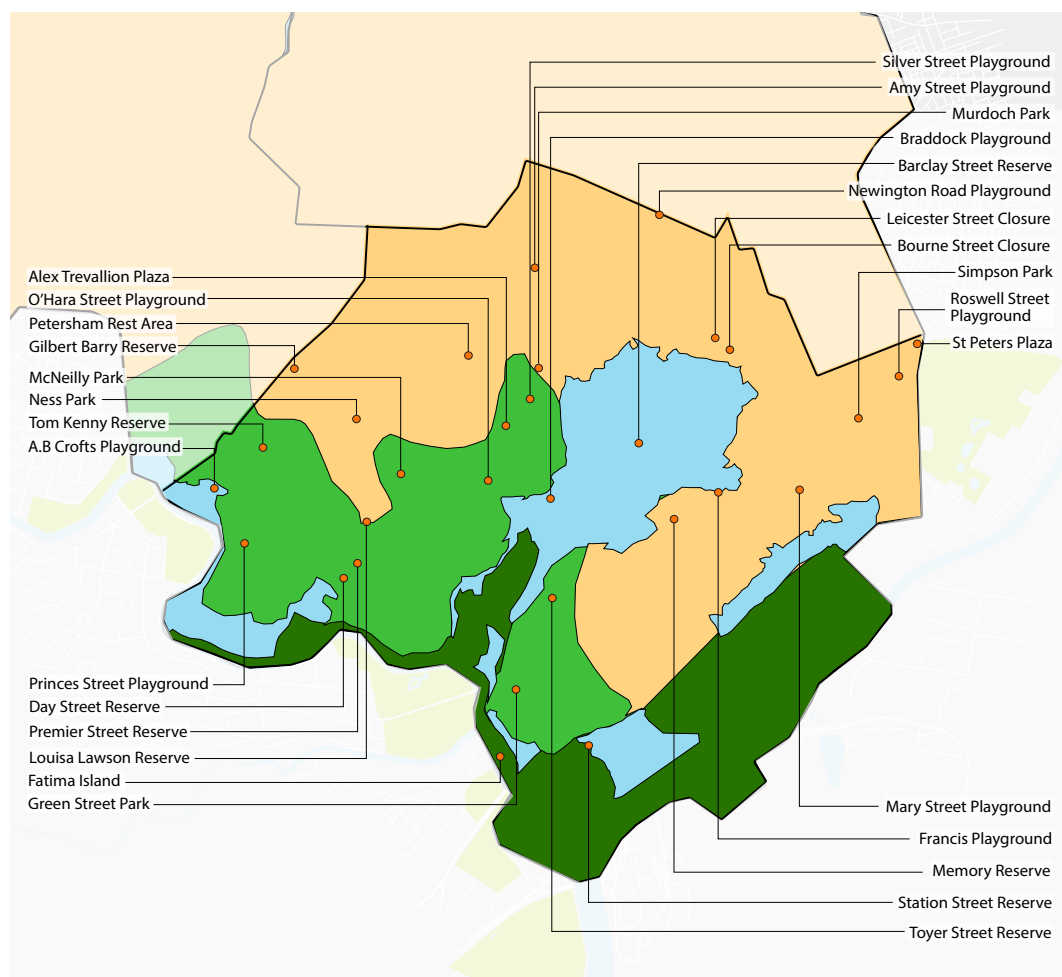 Silver Street Playground
Amy Street Playground
Murdoch Park
Braddock Playground
Barclay Street Reserve
Newington Road Playground
Leicester Street Closure
Bourne Street Closure
Simpson Park
Roswell Street
Playground
St Peters Plaza
Alex Trevallion Plaza
O’Hara Street Playground
Petersham Rest Area
Gilbert Barry Reserve
McNeilly Park
Ness Park
Tom Kenny Reserve
A.B Crofts Playground
Princes Street Playground
Day Street Reserve
Premier Street Reserve
Louisa Lawson Reserve
Fatima Island
Green Street Park
Mary Street Playground
Francis Playground
Memory Reserve
Station Street Reserve
Toyer Street Reserve